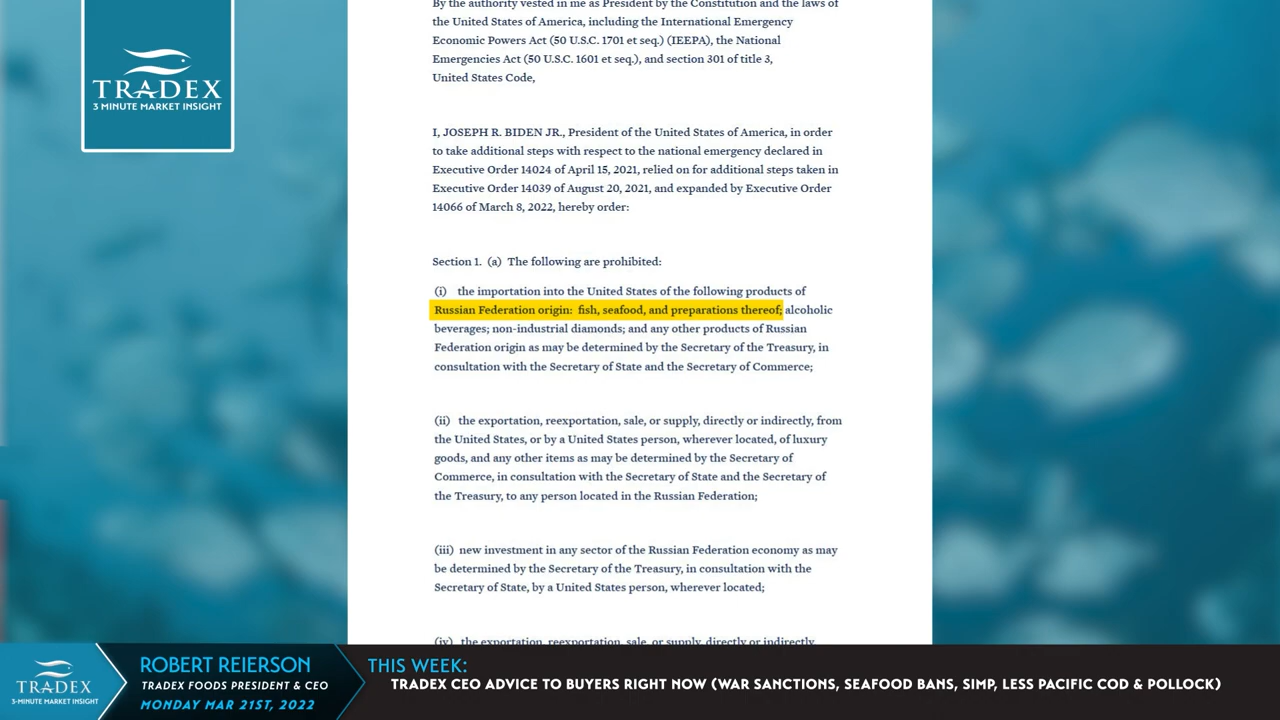 TRADEX
3 MINUTE MARKET INSIGHT
By the authority vested in me as President by the Constitution and the laws of
the United States of America, including the International Emergency
Economic Powers Act (50 U.S.C. 1701 et seq.) (IEEPA), the National
Emergencies Act (50 U.S.C. 1601 et seq.), and section 301 of title 3,
United States Code,
I, JOSEPH R. BIDEN JR., President of the United States of America, in order
to take additional steps with respect to the national emergency declared in
Executive Order 14024 of April 15, 2021, relied on for additional steps taken in
Executive Order 14039 of August 20, 2021, and expanded by Executive Order
14066 of March 8, 2022, hereby order:
Section 1. (a) The following are prohibited:
(i) the importation into the United States of the following products of
Russian Federation origin: fish, seafood, and preparations thereof; alcoholic
beverages; non-industrial diamonds; and any other products of Russian
Federation origin as may be determined by the Secretary of the Treasury, in
consultation with the Secretary of State and the Secretary of Commerce;
(ii) the exportation, reexportation, sale, or supply, directly or indirectly, from
the United States, or by a United States person, wherever located, of luxury
goods, and any other items as may be determined by the Secretary of
Commerce, in consultation with the Secretary of State and the Secretary of
the Treasury, to any person located in the Russian Federation;
(iii) new investment in any sector of the Russian Federation economy as may
be determined by the Secretary of the Treasury, in consultation with the
Secretary of State, by a United States person, wherever located;
(iv) the exportation, reexportation, sale, or supply, directly or indirectly,
TRADEX
3-MINUTE MARKET INSIGHT
ROBERT REIERSON
TRADEX FOODS PRESIDENT & CEO
MONDAY MAR 21ST, 2022
THIS WEEK:
TRADEX CEO ADVICE TO BUYERS RIGHT NOW (WAR SANCTIONS, SEAFOOD BANS, SIMP, LESS PACIFIC COD & POLLOCK)